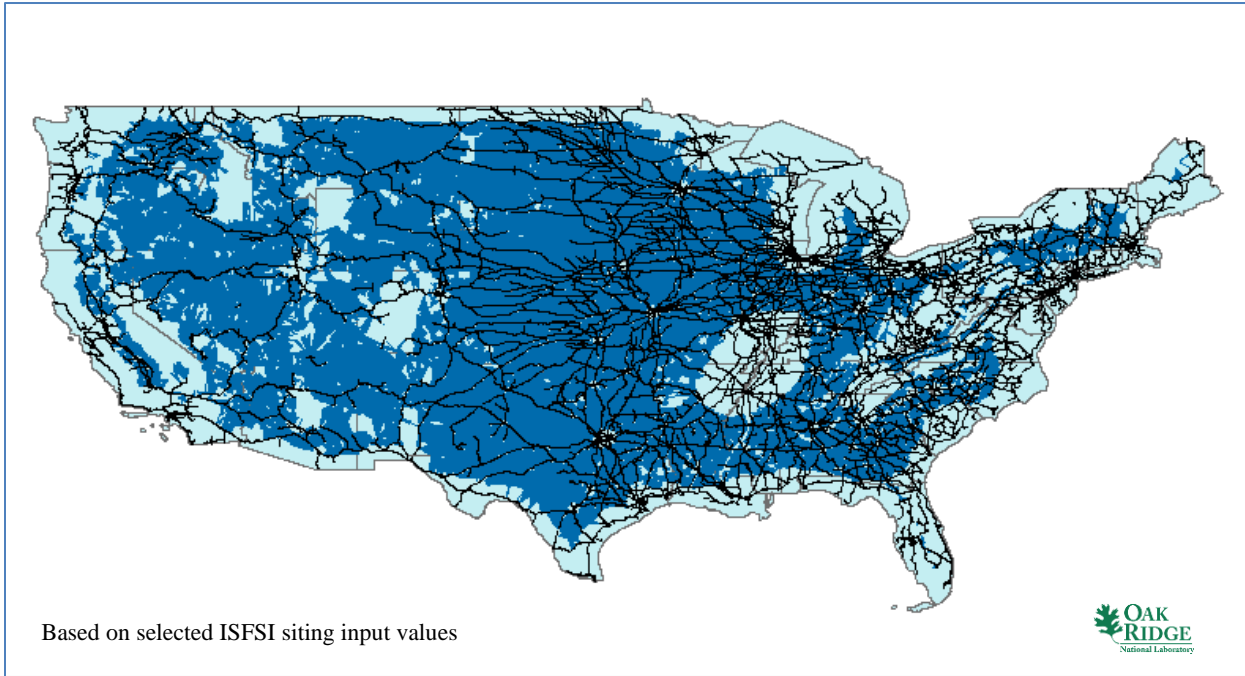 Based on selected ISFSI siting input values
OAK
RIDGE
National Laboratory